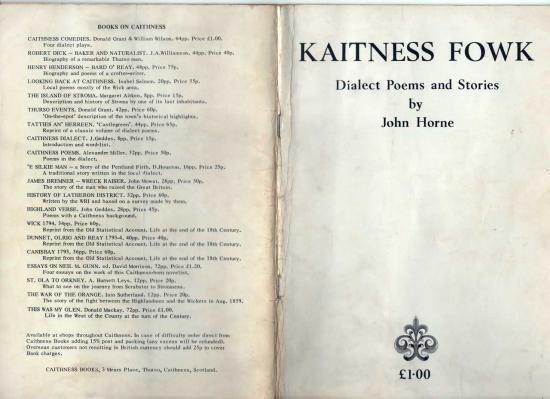 BOOKS ON CAITHNESS
CAITHNESS COMEDIES. Donald Grant & William Wilson. 64pp. Price £1.00.
Four dialect plays.
ROBERT DICK - BAKER AND NATURALIST. J.A.Williamson. 40pp. Price 40p.
Biography of a remarkable Thurso man.
HENRY HENDERSON - BARD O' REAY. 48pp. Price 75p.
Biography and poems of a crofter-writer.
LOOKING BACK AT CAITHNESS. Isabel Salmon. 20pp. Price 35p.
Local poems mostly of the Wick area.
THE ISLAND OF STROMA. Margaret Aitken. 8pp. Price 15p.
Description and history of Stroma by one of its last inhabitants.
THURSO EVENTS. Donald Grant. 42pp. Price 60p.
"On-the-spot" description of the town's historical highlights.
TATTIES AN' HERREEN. "Castlegreen". 44pp. Price 65p.
Reprint of a classic volume of dialect poems.
CAITHNESS DIALECT. J.Geddes. 8pp. Price 15p.
Introduction and word-list.
CAITHNESS POEMS. Alexander Miller. 32pp. Price 50p.
Poems in the dialect.
'E SILKIE MAN - a Story of the Pentland Firth. D.Houston. 16pp. Price 25p.
A traditional story written in the local dialect.
JAMES BREMNER - WRECK RAISER. John Mowat. 28pp. Price 50p.
The story of the man who raised the Great Britain.
HISTORY OF LATHERON DISTRICT. 52pp. Price 60p.
Written by the WRI and based on a survey made by them.
HIGHLAND VERSE. John Geddes. 28pp. Price 45p.
Poems with a Caithness background.
WICK 1794. 36pp. Price 60p.
Reprint from the Old Statistical Account. Life at the end of the 18th Century.
DUNNET, OLRIG AND REAY 1793-4. 40pp. Price 40p.
Reprint from the Old Statistical Account. Life at the end of the 18th Century.
CANISBAY 1793. 36pp. Price 60p.
Reprint from the Old Statistical Account. Life at the end of the 18th Century.
ESSAYS ON NEIL M. GUNN. ed. David Morrison. 72pp. Price £1.20.
Four essays on the work of this Caithness-born novelist.
ST. OLA TO ORKNEY. A. Barnett Leys. 12pp. Price 20p.
What to see on the journey from Scrabster to Stromness.
THE WAR OF THE ORANGE. Iain Sutherland. 12pp. Price 20p.
The story of the fight between the Highlandmen and the Wickers in Aug. 1859.
THIS WAS MY GLEN. Donald Mackay. 72pp. Price £1.00.
Life in the West of the County at the turn of the Century.
Available at shops throughout Caithness. In case of difficulty order direct from
Caithness Books adding 15% post and packing (any excess will be refunded).
Overseas customers not remitting in British currency should add 25p to cover
Bank charges.
CAITHNESS BOOKS, 3 Mears Place, Thurso, Caithness, Scotland.
KAITNESS FOWK
Dialect Poems and Stories
by
John Horne
£1·00